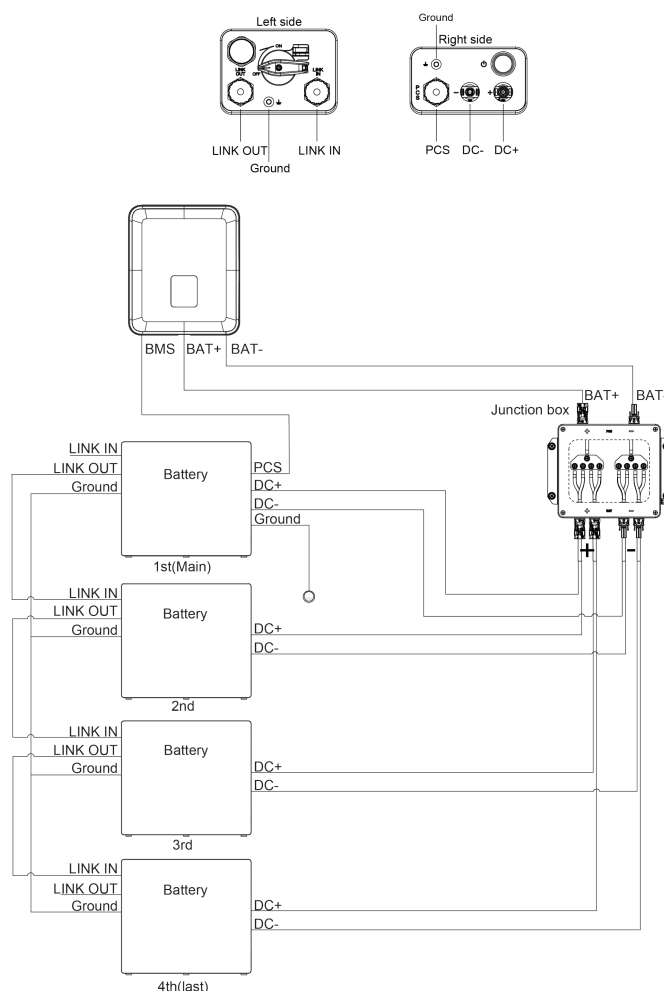 Left side
ON
OFF
LINK
OUT
LINK
IN
LINK OUT
LINK IN
Ground
Ground
Right side
PCS
- +
PCS
DC-
DC+
BMS
BAT+
BAT-
BAT+
BAT-
Junction box
+
-
LINK IN
LINK OUT
Ground
Battery
PCS
DC+
DC-
Ground
1st(Main)
LINK IN
LINK OUT
Ground
Battery
DC+
DC-
2nd
LINK IN
LINK OUT
Ground
Battery
DC+
DC-
3rd
LINK IN
LINK OUT
Ground
Battery
DC+
DC-
4th(last)